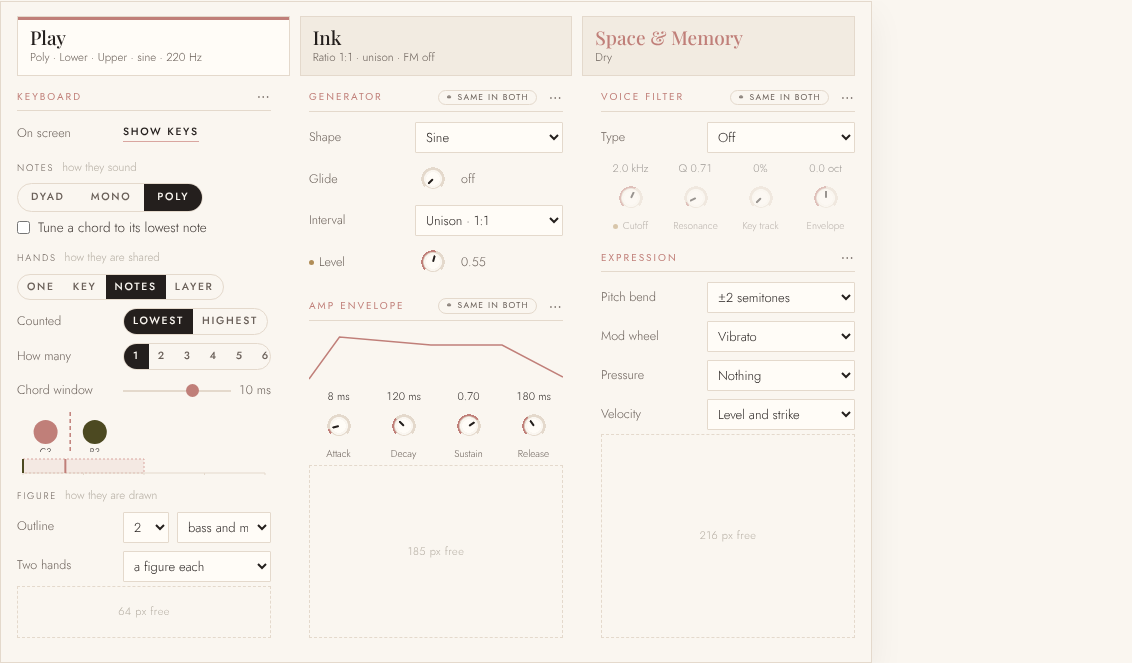 Play
Poly · Lower · Upper · sine · 220 Hz
Ink
Ratio 1:1 · unison · FM off
Space & Memory
Dry
KEYBOARD ···
On screen SHOW KEYS
NOTES how they sound
DYAD MONO POLY
Tune a chord to its lowest note
HANDS how they are shared
ONE KEY NOTES LAYER
Counted LOWEST HIGHEST
How many 1 2 3 4 5 6
Chord window 10 ms
FIGURE how they are drawn
Outline 2 bass and m
Two hands a figure each
64 px free
GENERATOR SAME IN BOTH ···
Shape Sine
Glide off
Interval Unison · 1:1
Level 0.55
AMP ENVELOPE SAME IN BOTH ···
8 ms 120 ms 0.70 180 ms
Attack Decay Sustain Release
185 px free
VOICE FILTER SAME IN BOTH ···
Type Off
2.0 kHz Q 0.71 0% 0.0 oct
Cutoff Resonance Key track Envelope
EXPRESSION ···
Pitch bend ±2 semitones
Mod wheel Vibrato
Pressure Nothing
Velocity Level and strike
216 px free